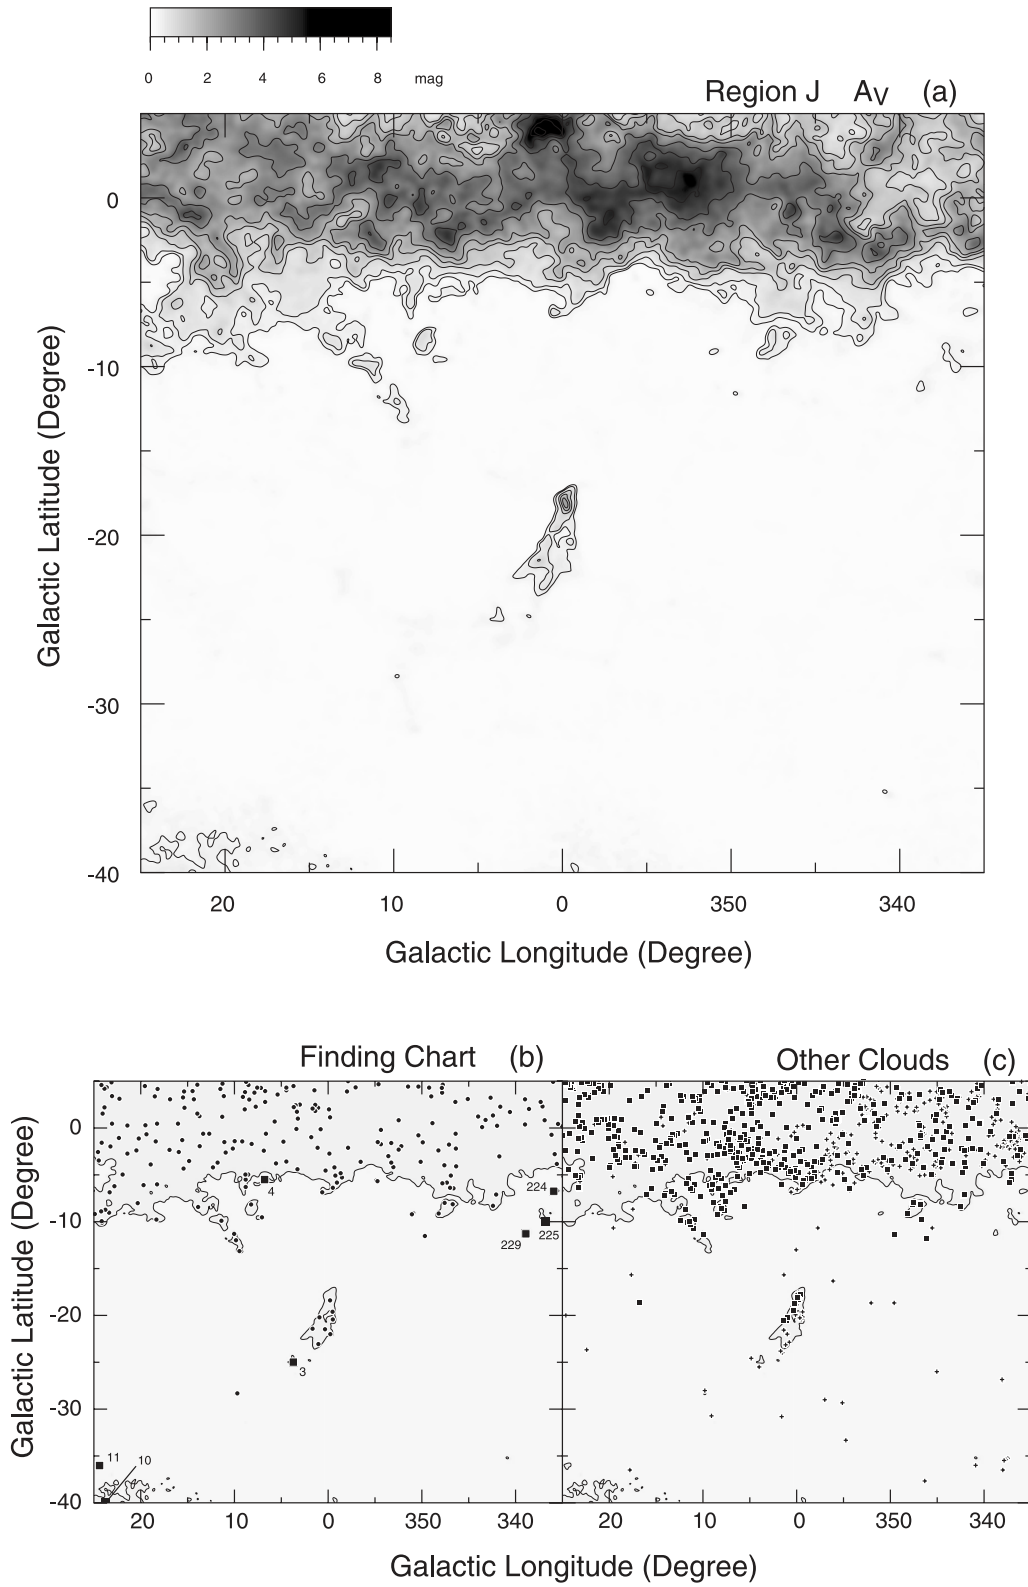 0 2 4 6 8 mag
Region J AV (a)
0
-10
-20
-30
-40
Galactic Latitude (Degree)
20 10 0 350 340
Galactic Longitude (Degree)
Finding Chart (b)
Other Clouds (c)
0
-10
-20
-30
-40
Galactic Latitude (Degree)
4
224
225
229
3
11
10
20 10 0 350 340
20 10 0 350 340
Galactic Longitude (Degree)